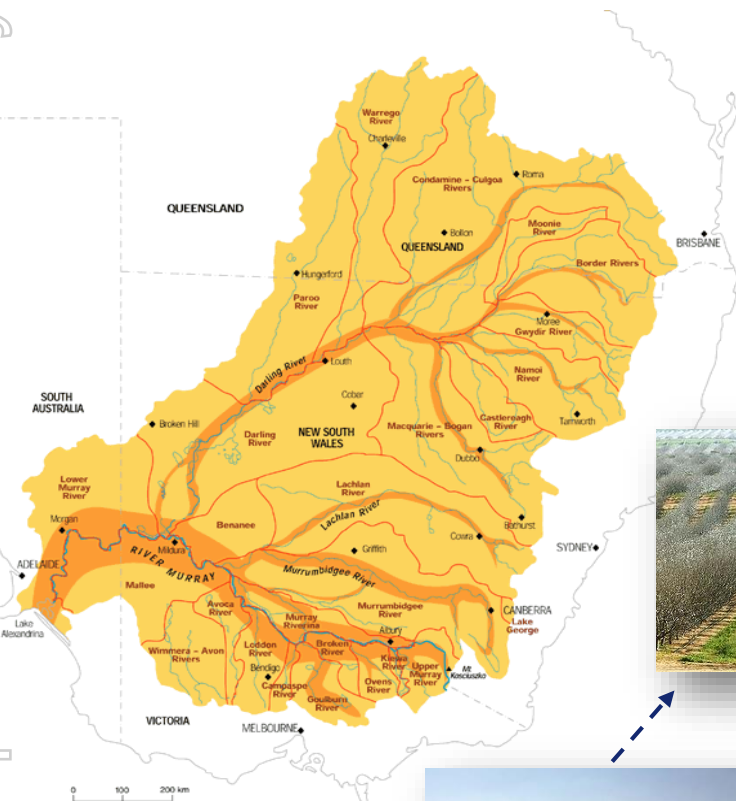 Warrego
River
Charleville
Condamine – Culgoa
Rivers
Roma
QUEENSLAND
Moonie
River
Bollon
QUEENSLAND
BRISBANE
Border Rivers
Hungerford
Paroo
River
Moree
Gwydir River
Darling River
Louth
Namoi
River
SOUTH
AUSTRALIA
Cober
Broken Hill
Darling
River
NEW SOUTH
WALES
Macquarie – Bogan
Rivers
Castlereagh
River
Tamworth
Dubbo
Lower
Murray
River
Lachlan
River
Morgan
Benanee
Lachlan River
Bathurst
Cowra
SYDNEY
Mildura
RIVER MURRAY
Griffith
ADELAIDE
Mallee
Murrumbidgee River
Avoca
River
Murrumbidgee
River
CANBERRA
Lake
George
Lake
Alexandrina
Murray
Riverina
Albury
Wimmera – Avon
Rivers
Loddon
River
Broken
River
Kiewa
River
Upper
Murray
River
Mt
Kosciuszko
Bendigo
Campaspe
River
Ovens
River
Goulburn
River
VICTORIA
MELBOURNE
0 100 200 km